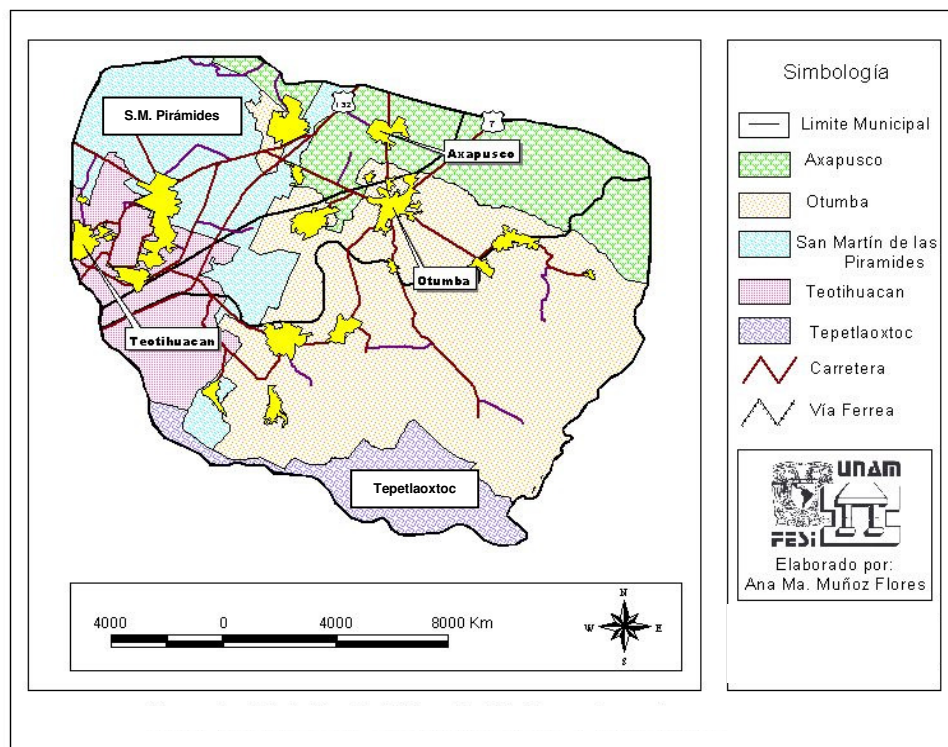 S.M. Pirámides
132
7
Axapusco
Otumba
Teotihuacan
Tepetlaoxtoc
4000 0 4000 8000 Km
N
W E
S
Simbología
Limite Municipal
Axapusco
Otumba
San Martín de las
Piramides
Teotihuacan
Tepetlaoxtoc
Carretera
Vía Ferrea
UNAM
FESI
Elaborado por:
Ana Ma. Muñoz Flores